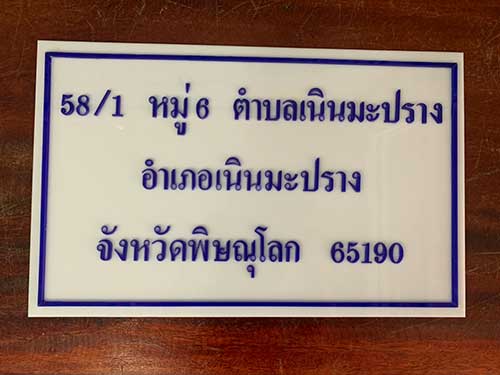 58/1 หมู่ 6 ตำบลเนินมะปราง
อำเภอเนินมะปราง
จังหวัดพิษณุโลก 65190